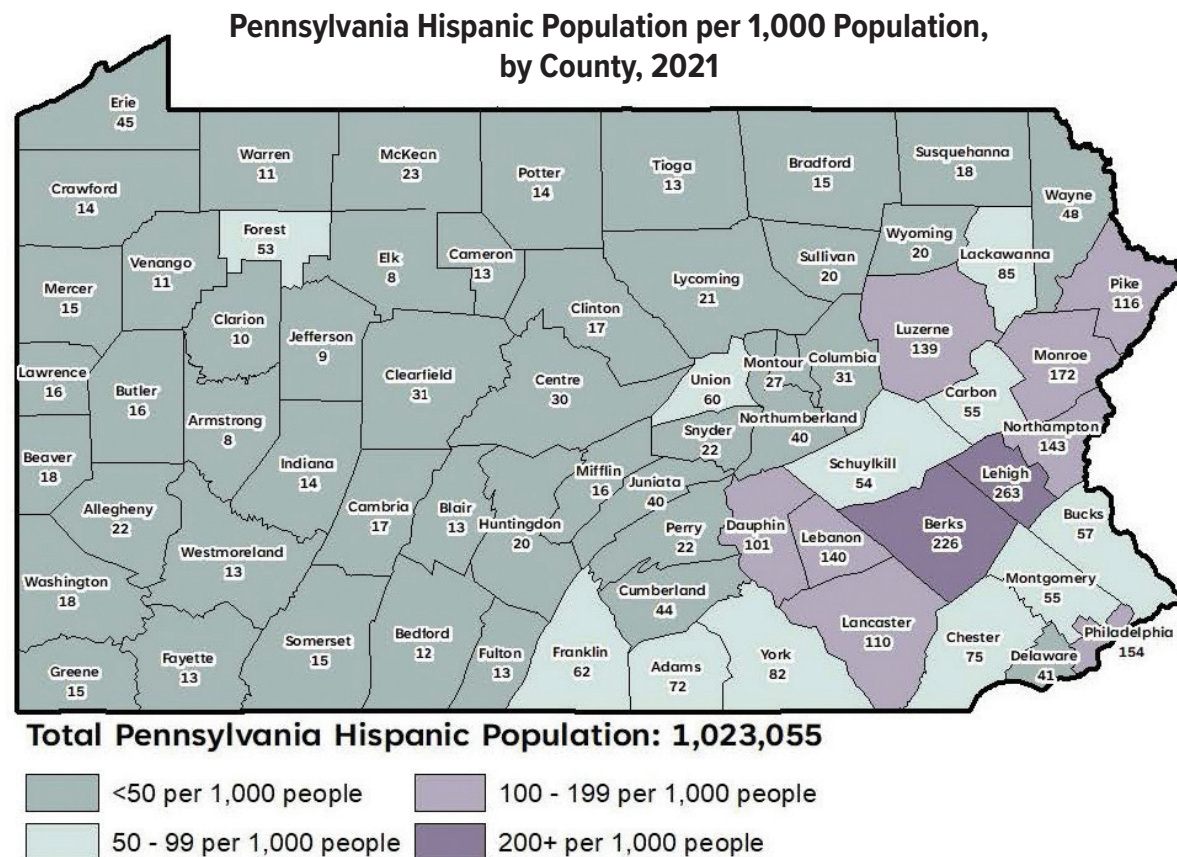 Pennsylvania Hispanic Population per 1,000 Population,
by County, 2021
Erie
45
Warren
11
McKean
23
Potter
14
Tioga
13
Bradford
15
Susquehanna
18
Wayne
48
Crawford
14
Forest
53
Venango
11
Elk
8
Cameron
13
Lycoming
21
Sullivan
20
Wyoming
20
Lackawanna
85
Pike
116
Mercer
15
Clarion
10
Jefferson
9
Clinton
17
Luzerne
139
Monroe
172
Lawrence
16
Butler
16
Clearfield
31
Centre
30
Union
60
Montour
27
Columbia
31
Carbon
55
Armstrong
8
Northumberland
40
Northampton
143
Snyder
22
Beaver
18
Indiana
14
Mifflin
16
Juniata
40
Schuylkill
54
Lehigh
263
Allegheny
22
Cambria
17
Blair
13
Huntingdon
20
Perry
22
Dauphin
101
Lebanon
140
Berks
226
Bucks
57
Westmoreland
13
Washington
18
Cumberland
44
Montgomery
55
Lancaster
110
Greene
15
Fayette
13
Somerset
15
Bedford
12
Fulton
13
Franklin
62
Adams
72
York
82
Chester
75
Delaware
41
Philadelphia
154
Total Pennsylvania Hispanic Population: 1,023,055
<50 per 1,000 people
100 - 199 per 1,000 people
50 - 99 per 1,000 people
200+ per 1,000 people